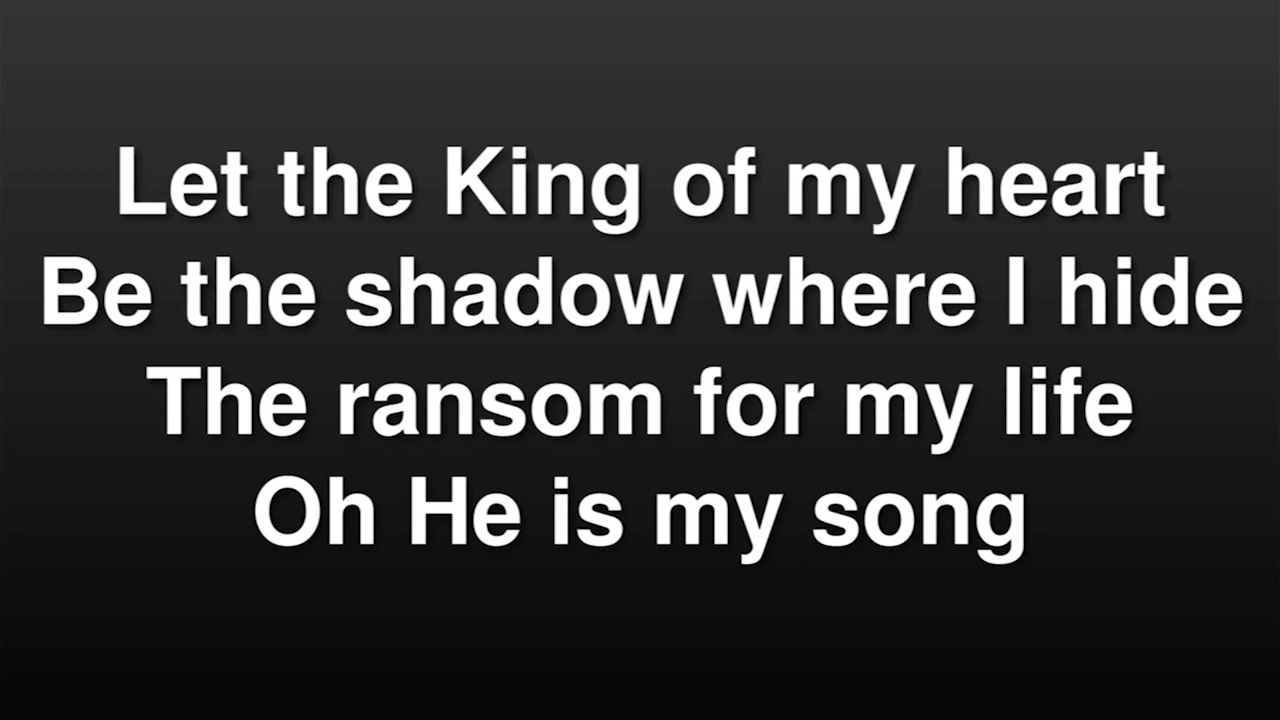 Let the King of my heart
Be the shadow where I hide
The ransom for my life
Oh He is my song